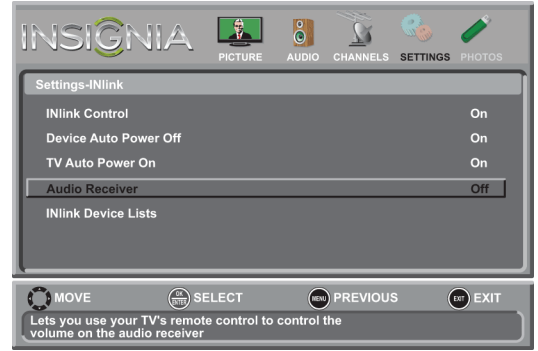 INSIGNIA
PICTURE AUDIO CHANNELS SETTINGS PHOTOS
Settings-INlink
INlink Control On
Device Auto Power Off On
TV Auto Power On On
Audio Receiver Off
INlink Device Lists
MOVE OK ENTER SELECT MENU PREVIOUS EXIT EXIT
Lets you use your TV's remote control to control the
volume on the audio receiver